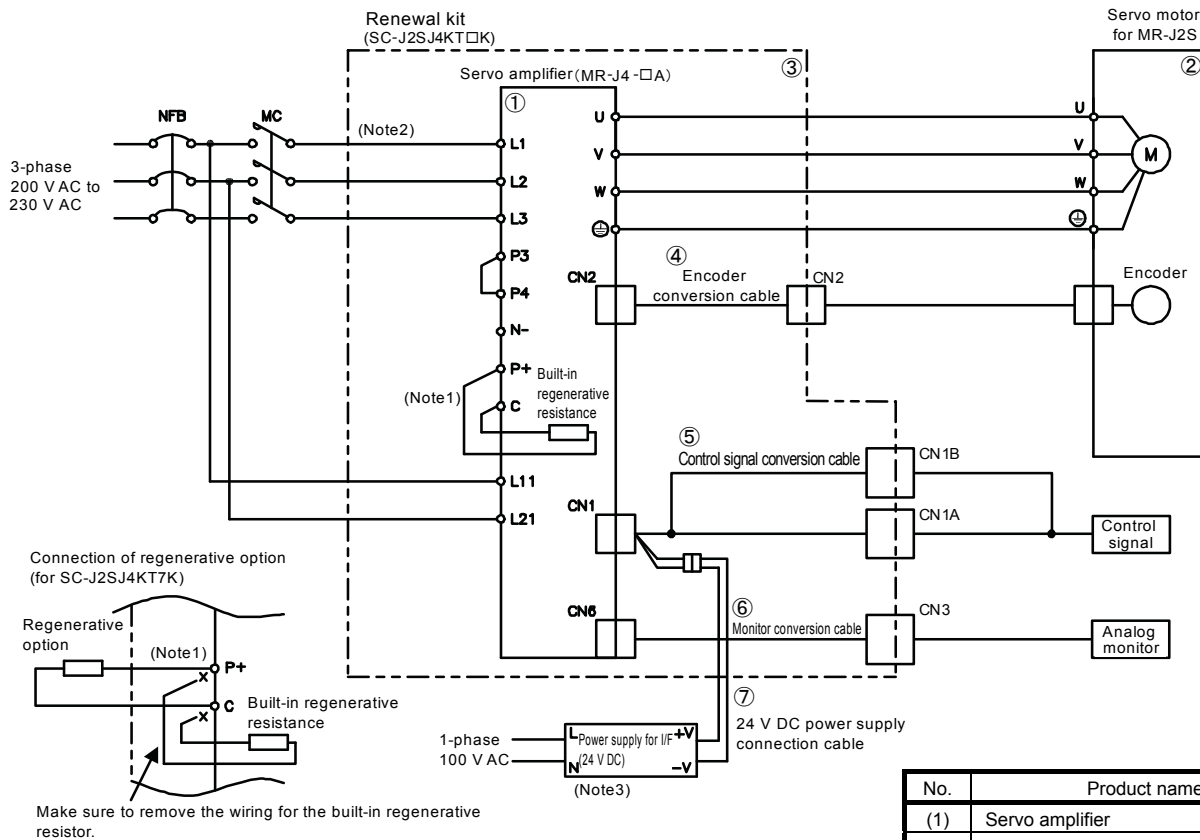 Renewal kit
(SC-J2SJ4KT□K)
Servo motor
for MR-J2S
②
③
Servo amplifier(MR-J4 -□A)
①
NFB
MC
(Note2)
3-phase
200 V AC to
230 V AC
L1
L2
L3
P3
P4
N-
P+
C
(Note1)
Built-in
regenerative
resistance
L11
L21
U
V
W
CN2
④
Encoder
conversion cable
CN2
U
V
W
M
Encoder
⑤
Control signal conversion cable
CN1B
CN1
CN1A
Control
signal
CN6
⑥
Monitor conversion cable
CN3
Analog
monitor
⑦
24 V DC power supply
connection cable
1-phase
100 V AC
L
N
Power supply for I/F
(24 V DC)
+V
-V
(Note3)
Connection of regenerative option
(for SC-J2SJ4KT7K)
Regenerative
option
(Note1)
P+
C
Built-in regenerative
resistance
Make sure to remove the wiring for the built-in regenerative
resistor.
No. Product name
(1) Servo amplifier